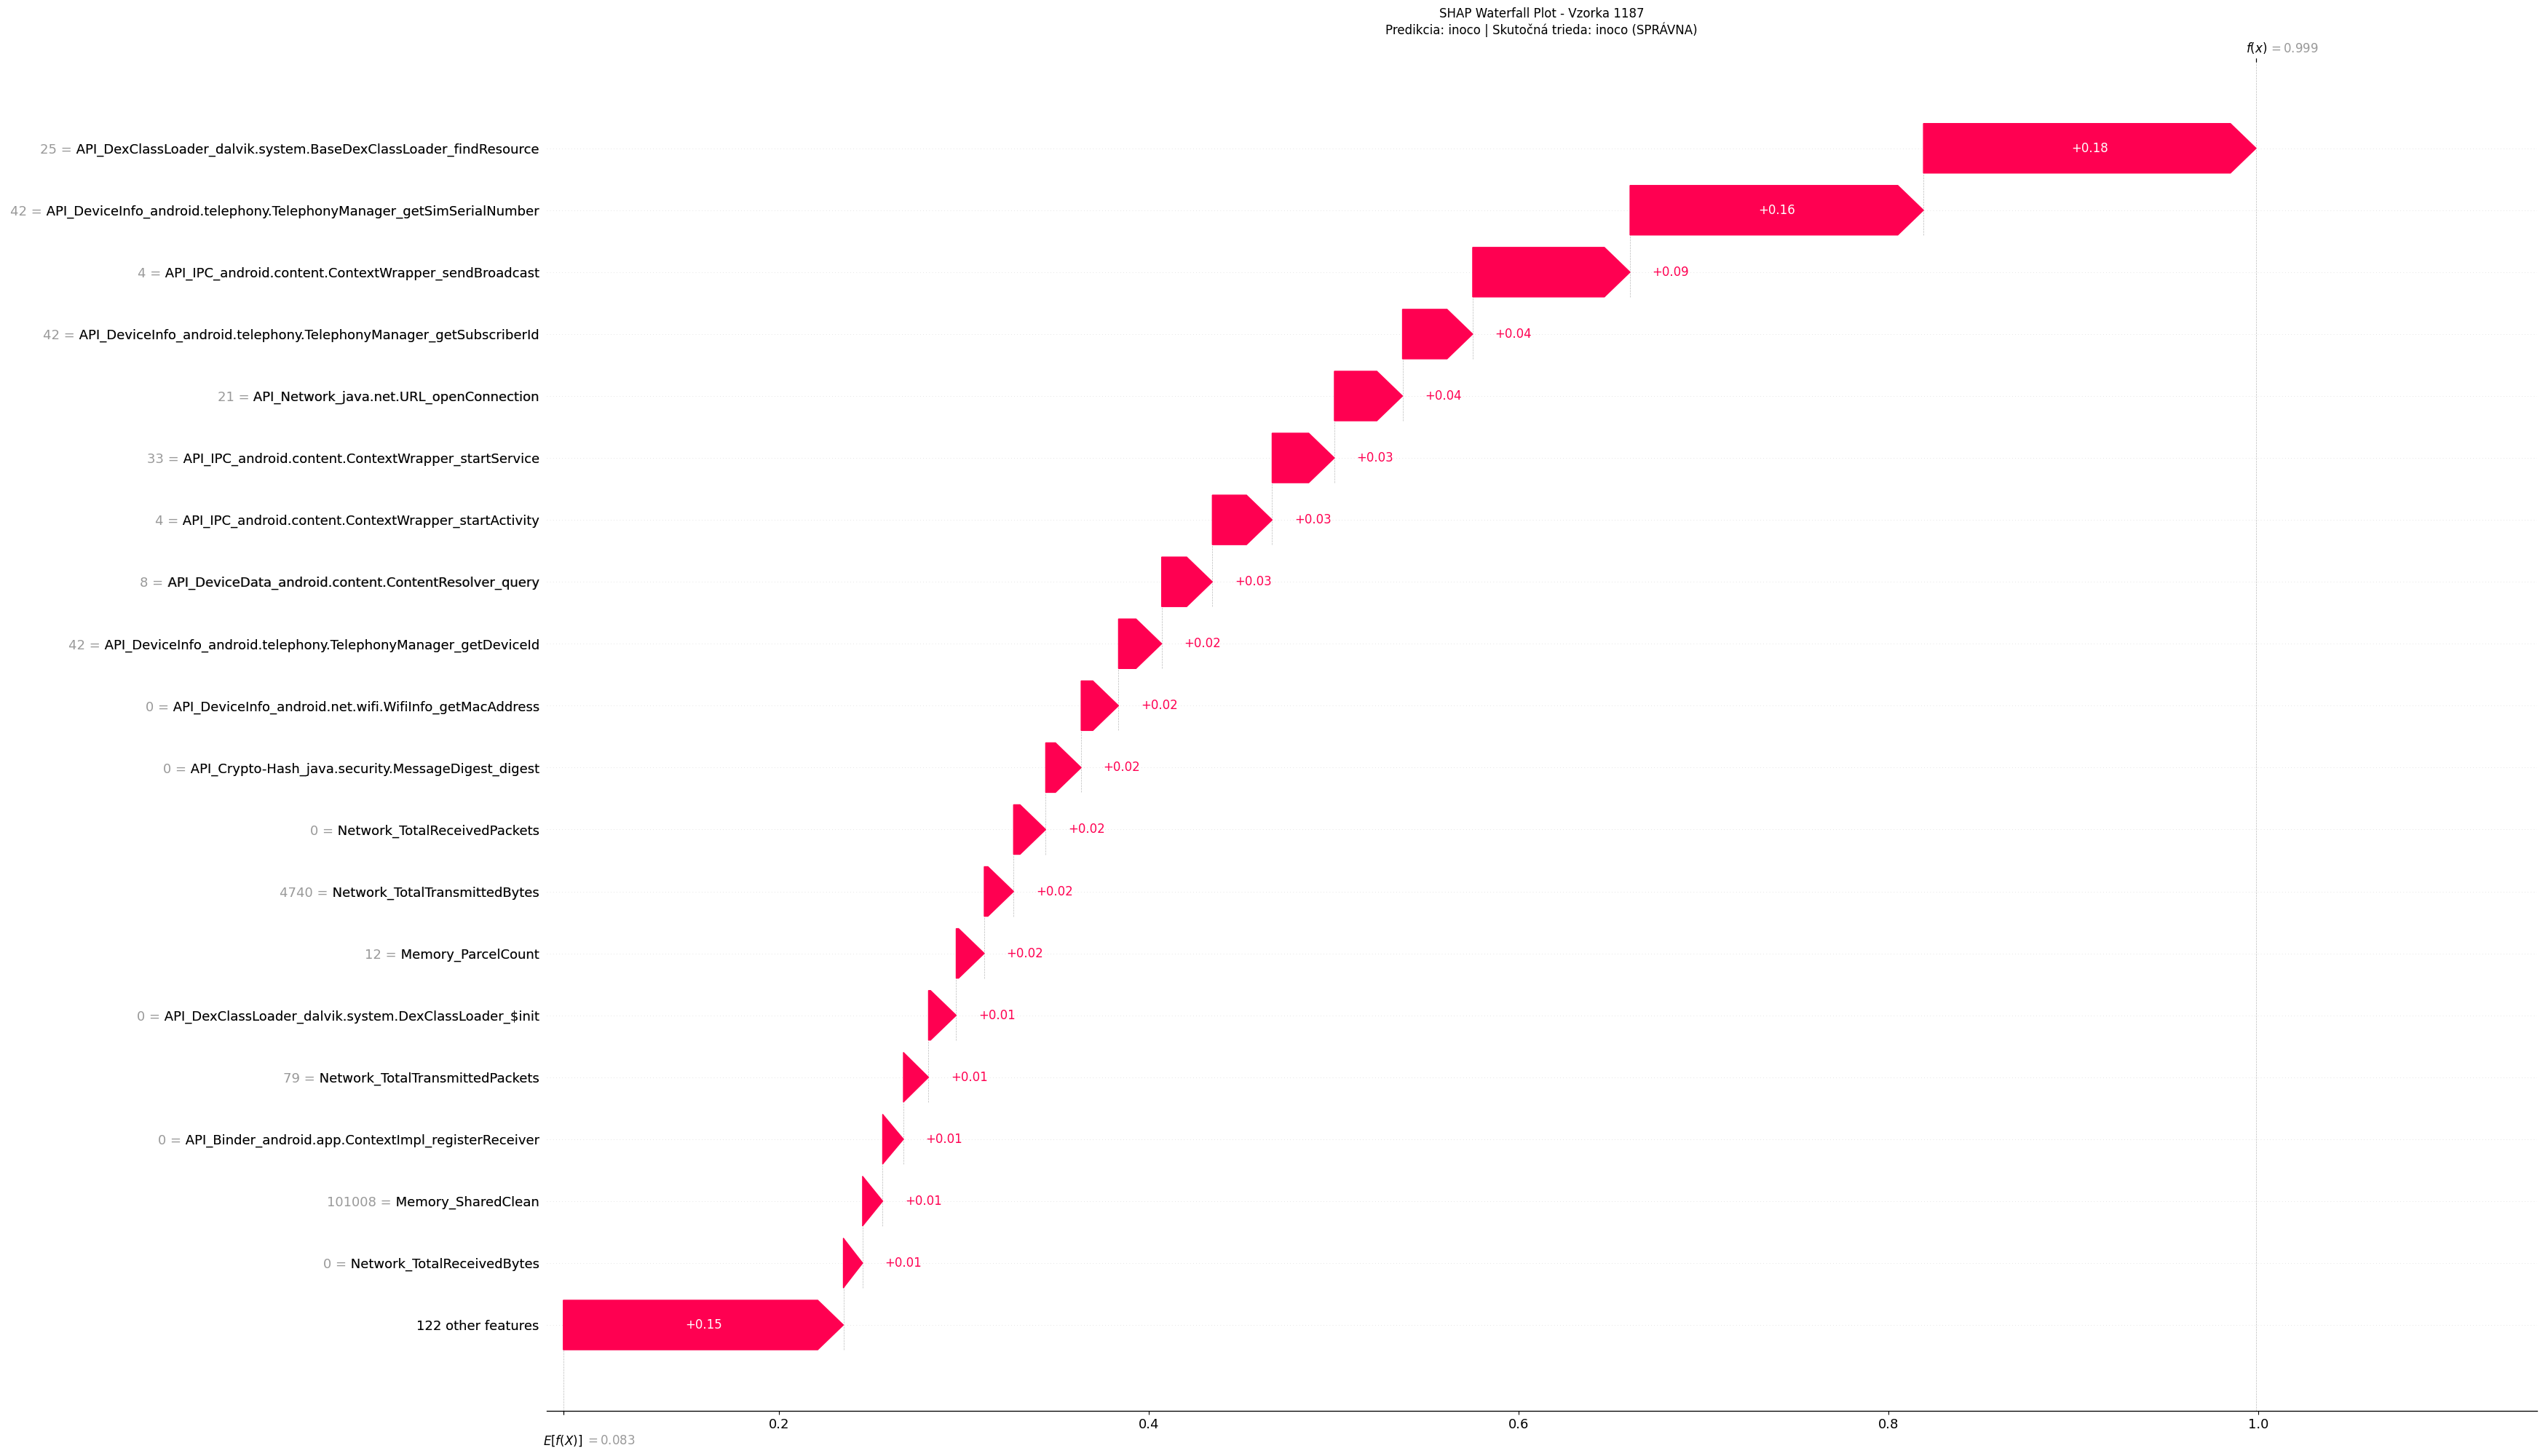 SHAP Waterfall Plot - Vzorka 1187
Predikcia: inoco | Skutočná trieda: inoco (SPRÁVNA)
f(x) = 0.999
25 = API_DexClassLoader_dalvik.system.BaseDexClassLoader_findResource +0.18
42 = API_DeviceInfo_android.telephony.TelephonyManager_getSimSerialNumber +0.16
4 = API_IPC_android.content.ContextWrapper_sendBroadcast +0.09
42 = API_DeviceInfo_android.telephony.TelephonyManager_getSubscriberId +0.04
21 = API_Network_java.net.URL_openConnection +0.04
33 = API_IPC_android.content.ContextWrapper_startService +0.03
4 = API_IPC_android.content.ContextWrapper_startActivity +0.03
8 = API_DeviceData_android.content.ContentResolver_query +0.03
42 = API_DeviceInfo_android.telephony.TelephonyManager_getDeviceId +0.02
0 = API_DeviceInfo_android.net.wifi.WifiInfo_getMacAddress +0.02
0 = API_Crypto-Hash_java.security.MessageDigest_digest +0.02
0 = Network_TotalReceivedPackets +0.02
4740 = Network_TotalTransmittedBytes +0.02
12 = Memory_ParcelCount +0.02
0 = API_DexClassLoader_dalvik.system.DexClassLoader_$init +0.01
79 = Network_TotalTransmittedPackets +0.01
0 = API_Binder_android.app.ContextImpl_registerReceiver +0.01
101008 = Memory_SharedClean +0.01
0 = Network_TotalReceivedBytes +0.01
122 other features +0.15
0.2 0.4 0.6 0.8 1.0
E[f(X)] = 0.083